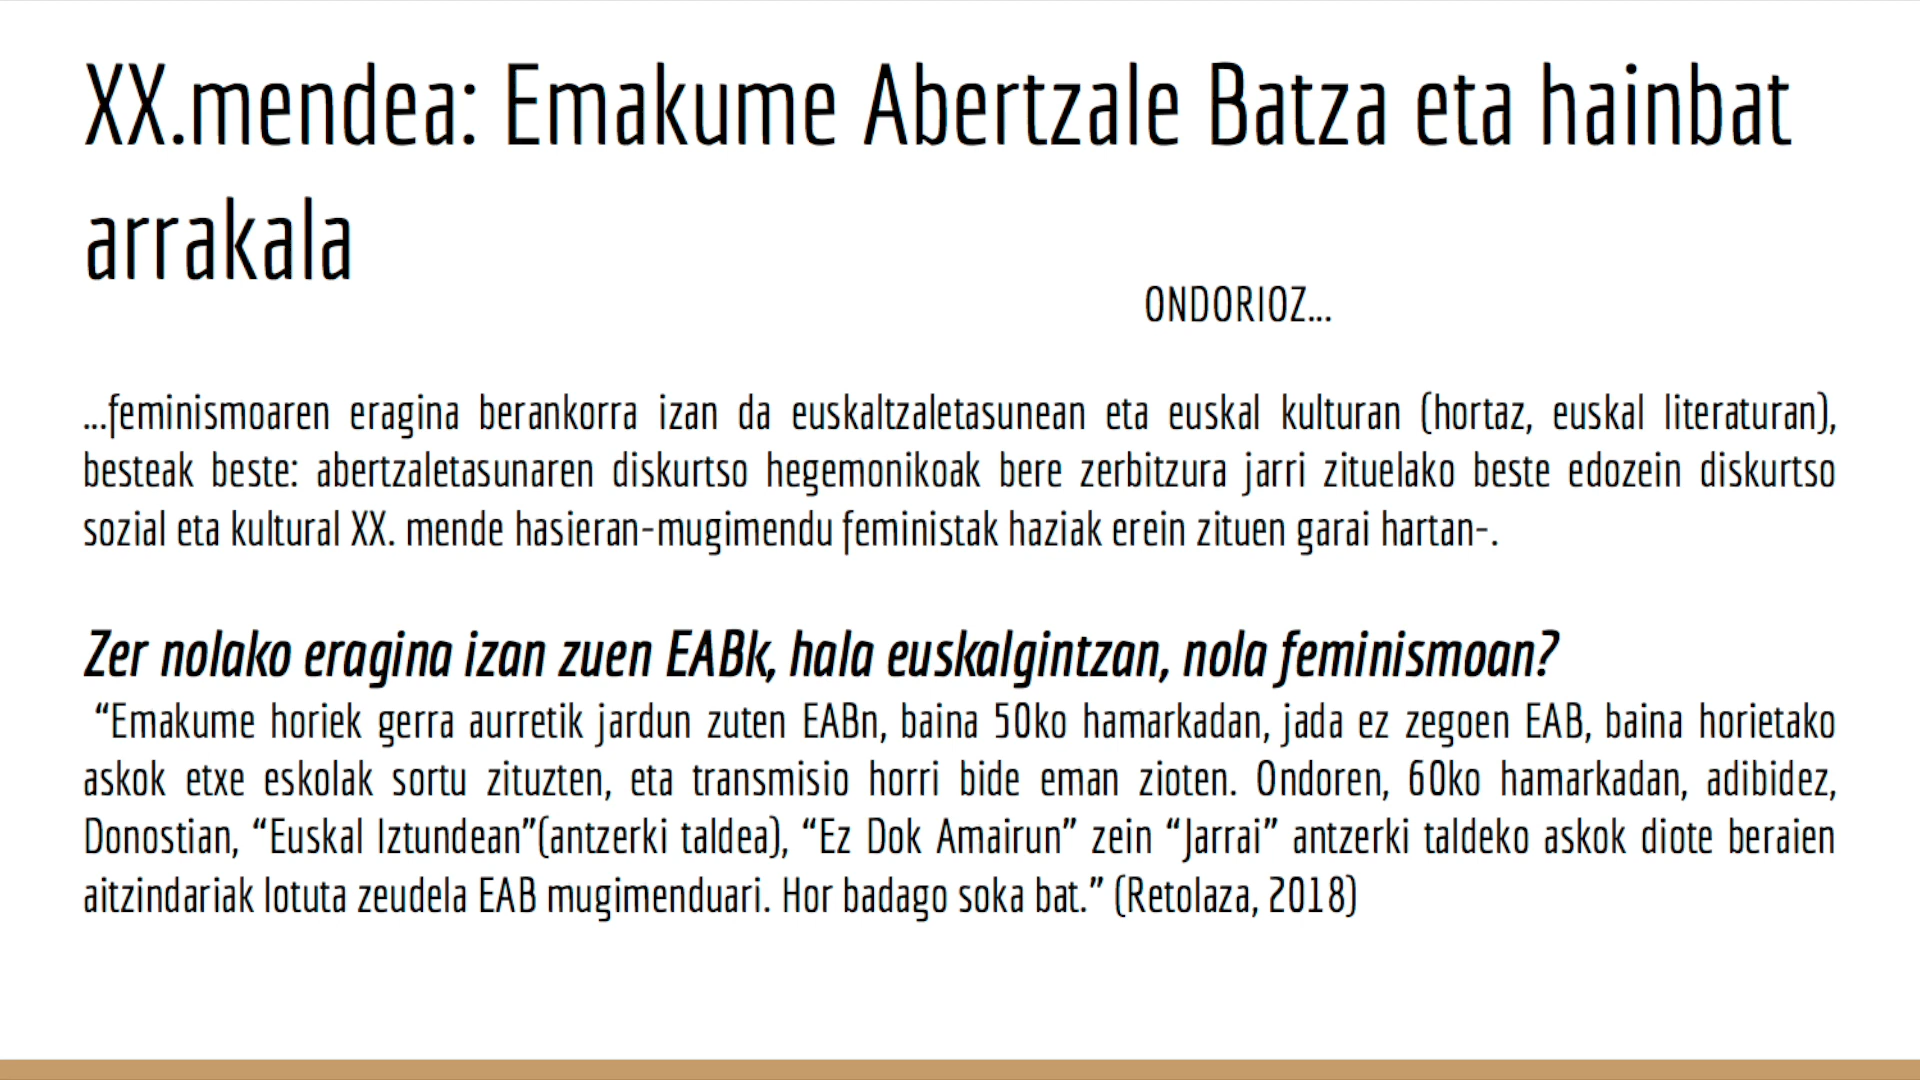 XX.mendea: Emakume Abertzale Batza eta hainbat
arrakala
ONDORIOZ...
...feminismoaren eragina berankorra izan da euskaltzaletasunean eta euskal kulturan (hortaz, euskal literaturan),
besteak beste: abertzaletasunaren diskurtso hegemonikoak bere zerbitzura jarri zituelako beste edozein diskurtso
sozial eta kultural XX. mende hasieran-mugimendu feministak haziak erein zituen garai hartan-.
Zer nolako eragina izan zuen EABk, hala euskalgintzan, nola feminismoan?
“Emakume horiek gerra aurretik jardun zuten EABn, baina 50ko hamarkadan, jada ez zegoen EAB, baina horietako
askok etxe eskolak sortu zituzten, eta transmisio horri bide eman zioten. Ondoren, 60ko hamarkadan, adibidez,
Donostian, “Euskal Iztundean”(antzerki taldea), “Ez Dok Amairun” zein “Jarrai” antzerki taldeko askok diote beraien
aitzindariak lotuta zeudela EAB mugimenduari. Hor badago soka bat.” (Retolaza, 2018)